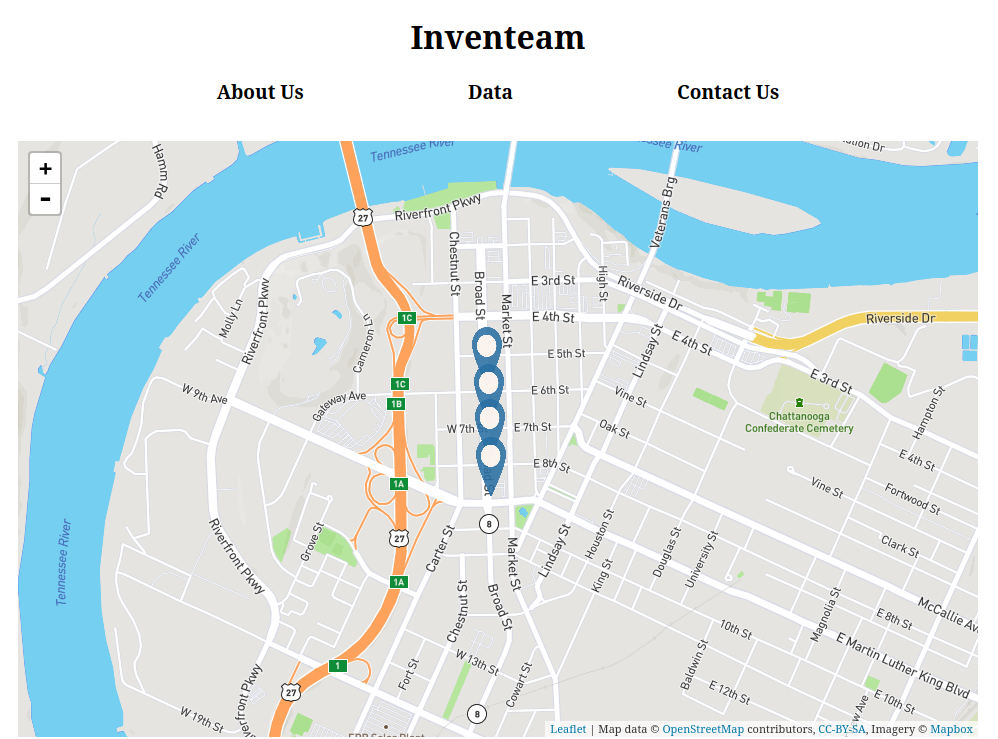 Inventeam
About Us
Data
Contact Us
+
-
Hamm Rd
Tennessee River
27
Riverfront Pkwy
Veterans Brg
Tennessee River
Chestnut St
Broad St
Market St
E 3rd St
High St
Riverside Dr
Molly Ln
Riverfront Pkwy
Cameron Ln
1C
E 4th St
Riverside Dr
E 4th St
Lindsay St
E 5th St
1C
E 6th St
E 3rd St
W 9th Ave
Gateway Ave
1B
Vine St
Chattanooga
Confederate Cemetery
Hampton St
W 7th
E 7th St
Oak St
E 8th St
E 4th St
1A
Vine St
Fortwood St
8
Tennessee River
Riverfront Pkwy
Grove St
27
Carter St
Market St
Lindsay St
Houston St
King St
Douglas St
University St
Clark St
1A
Chestnut St
Broad St
Magnolia St
E 8th St
McCallie Ave
10th St
E Martin Luther King Blvd
W 13th St
Fort St
1
Cowart St
Baldwin St
E 12th St
E 10th St
27
Riverfront Pkwy
W 19th St
8
Leaflet | Map data © OpenStreetMap contributors, CC-BY-SA, Imagery © Mapbox